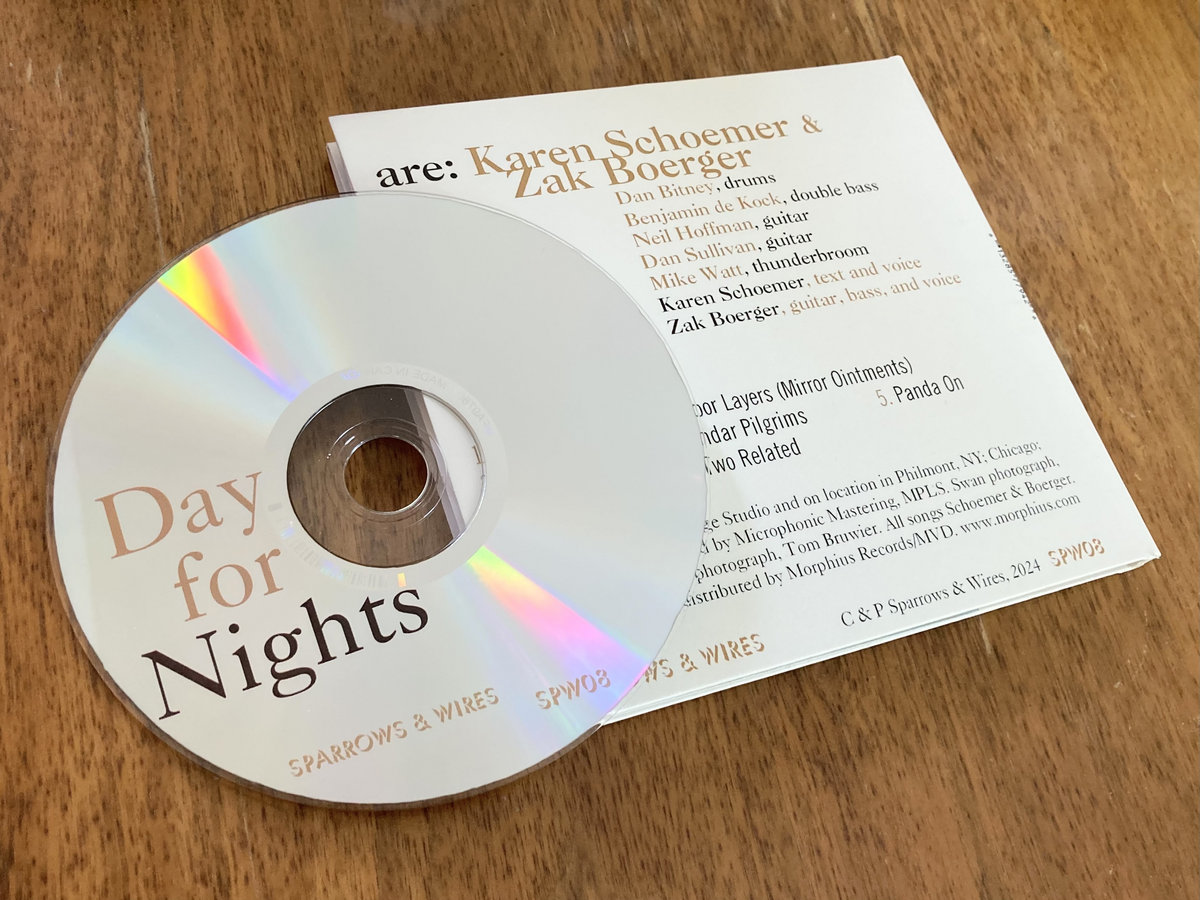 are: Karen Schoemer &
Zak Boerger
Dan Bitney, drums
Benjamin de Kock, double bass
Neil Hoffman, guitar
Dan Sullivan, guitar
Mike Watt, thunderbroom
Karen Schoemer, text and voice
Zak Boerger, guitar, bass, and voice
Layers (Mirror Ointments)
Pilgrims
5. Panda On
Two Related
Studio and on location in Philmont, NY; Chicago;
by Microphonic Mastering, MPLS. Swan photograph,
photograph, Tom Bruwier. All songs Schoemer & Boerger.
Distributed by Morphius Records/MVD. www.morphius.com
C & P Sparrows & Wires, 2024 SPW08
& WIRES
MADE IN
Day
for
Nights
SPARROWS & WIRES SPW08